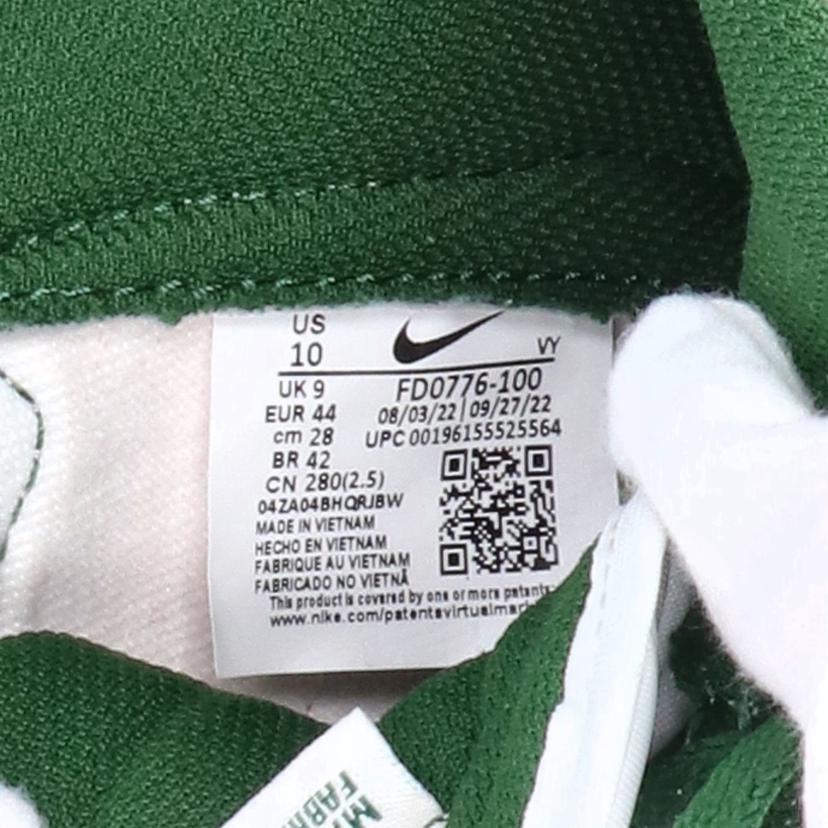 US
10
VY
UK 9
FD0776-100
EUR 44
08/03/22 | 09/27/22
cm 28
UPC 00196155525564
BR 42
CN 280(2.5)
04ZA04BHQRJBW
MADE IN VIETNAM
HECHO EN VIETNAM
FABRIQUE AU VIETNAM
FABRICADO NO VIETNÃ
This product is covered by one or more patents
www.nike.com/patents